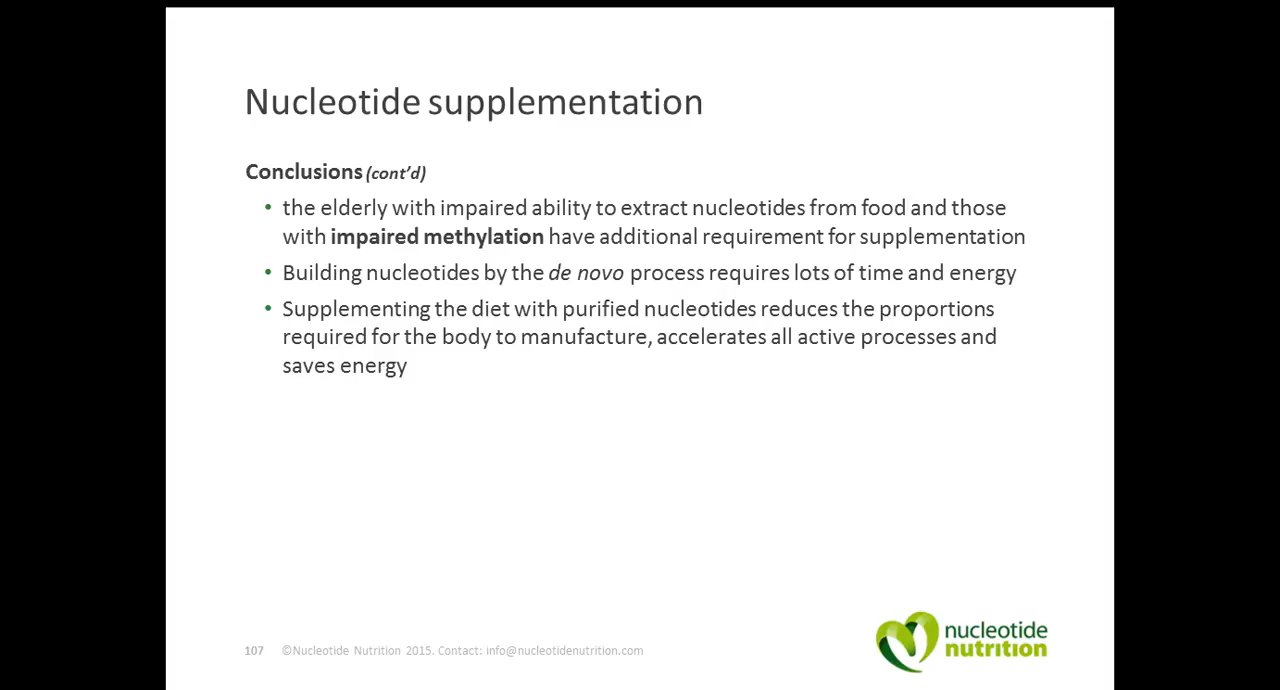 Nucleotide supplementation
Conclusions (cont’d)
• the elderly with impaired ability to extract nucleotides from food and those
with impaired methylation have additional requirement for supplementation
• Building nucleotides by the de novo process requires lots of time and energy
• Supplementing the diet with purified nucleotides reduces the proportions
required for the body to manufacture, accelerates all active processes and
saves energy
107 ©Nucleotide Nutrition 2015. Contact: info@nucleotidenutrition.com
nucleotide
nutrition